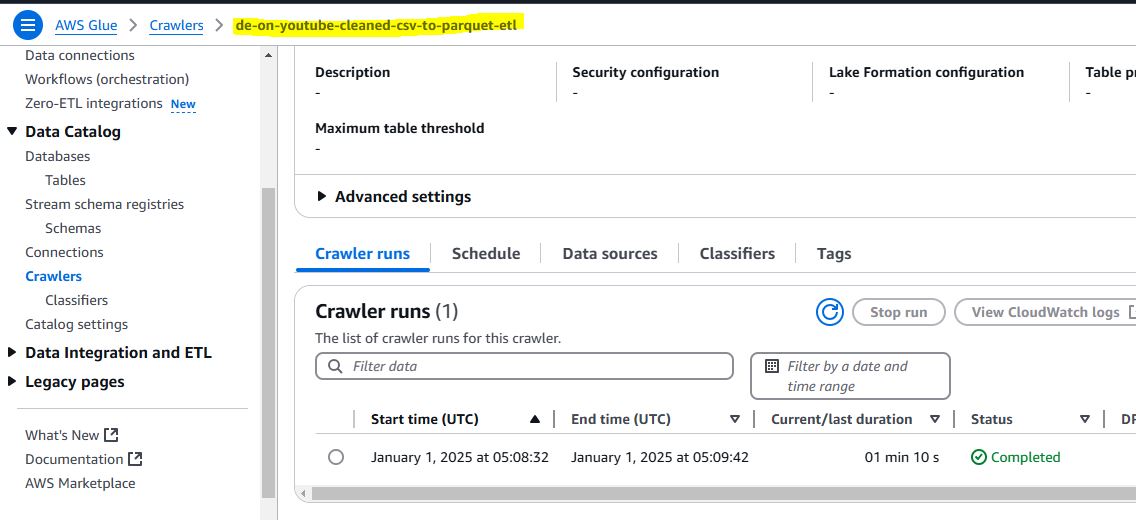 AWS Glue > Crawlers > de-on-youtube-cleaned-csv-to-parquet-etl
Data connections
Workflows (orchestration)
Zero-ETL integrations New
Data Catalog
Databases
Tables
Stream schema registries
Schemas
Connections
Crawlers
Classifiers
Catalog settings
Data Integration and ETL
Legacy pages
What's New
Documentation
AWS Marketplace
Description
-
Security configuration
-
Lake Formation configuration
-
Table
-
Maximum table threshold
-
Advanced settings
Crawler runs
Schedule
Data sources
Classifiers
Tags
Crawler runs (1)
The list of crawler runs for this crawler.
Stop run
View CloudWatch logs
Filter data
Filter by a date and
time range
Start time (UTC) End time (UTC) Current/last duration Status
January 1, 2025 at 05:08:32 January 1, 2025 at 05:09:42 01 min 10 s Completed